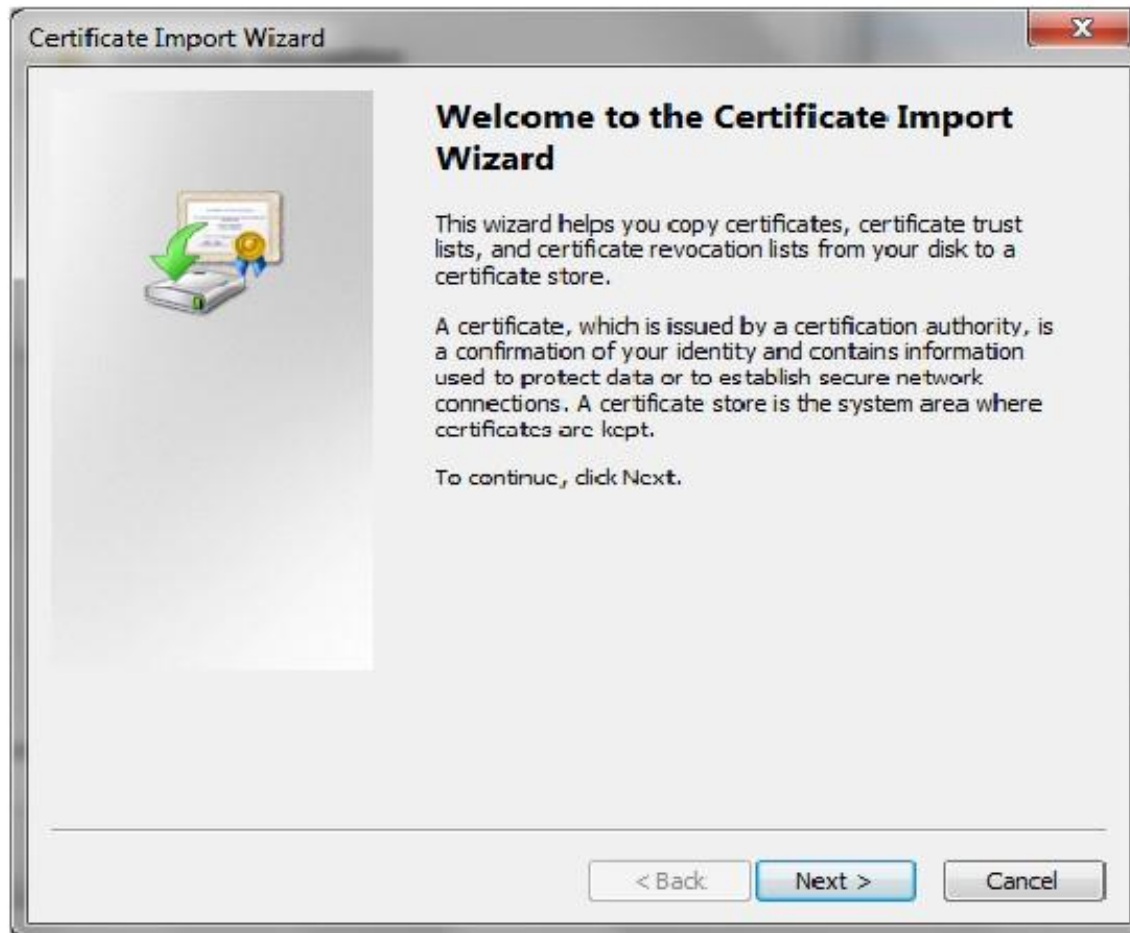 Certificate Import Wizard
X
Welcome to the Certificate Import
Wizard
This wizard helps you copy certificates, certificate trust
lists, and certificate revocation lists from your disk to a
certificate store.
A certificate, which is issued by a certification authority, is
a confirmation of your identity and contains information
used to protect data or to establish secure network
connections. A certificate store is the system area where
certificates are kept.
To continue, click Next.
< Back
Next >
Cancel